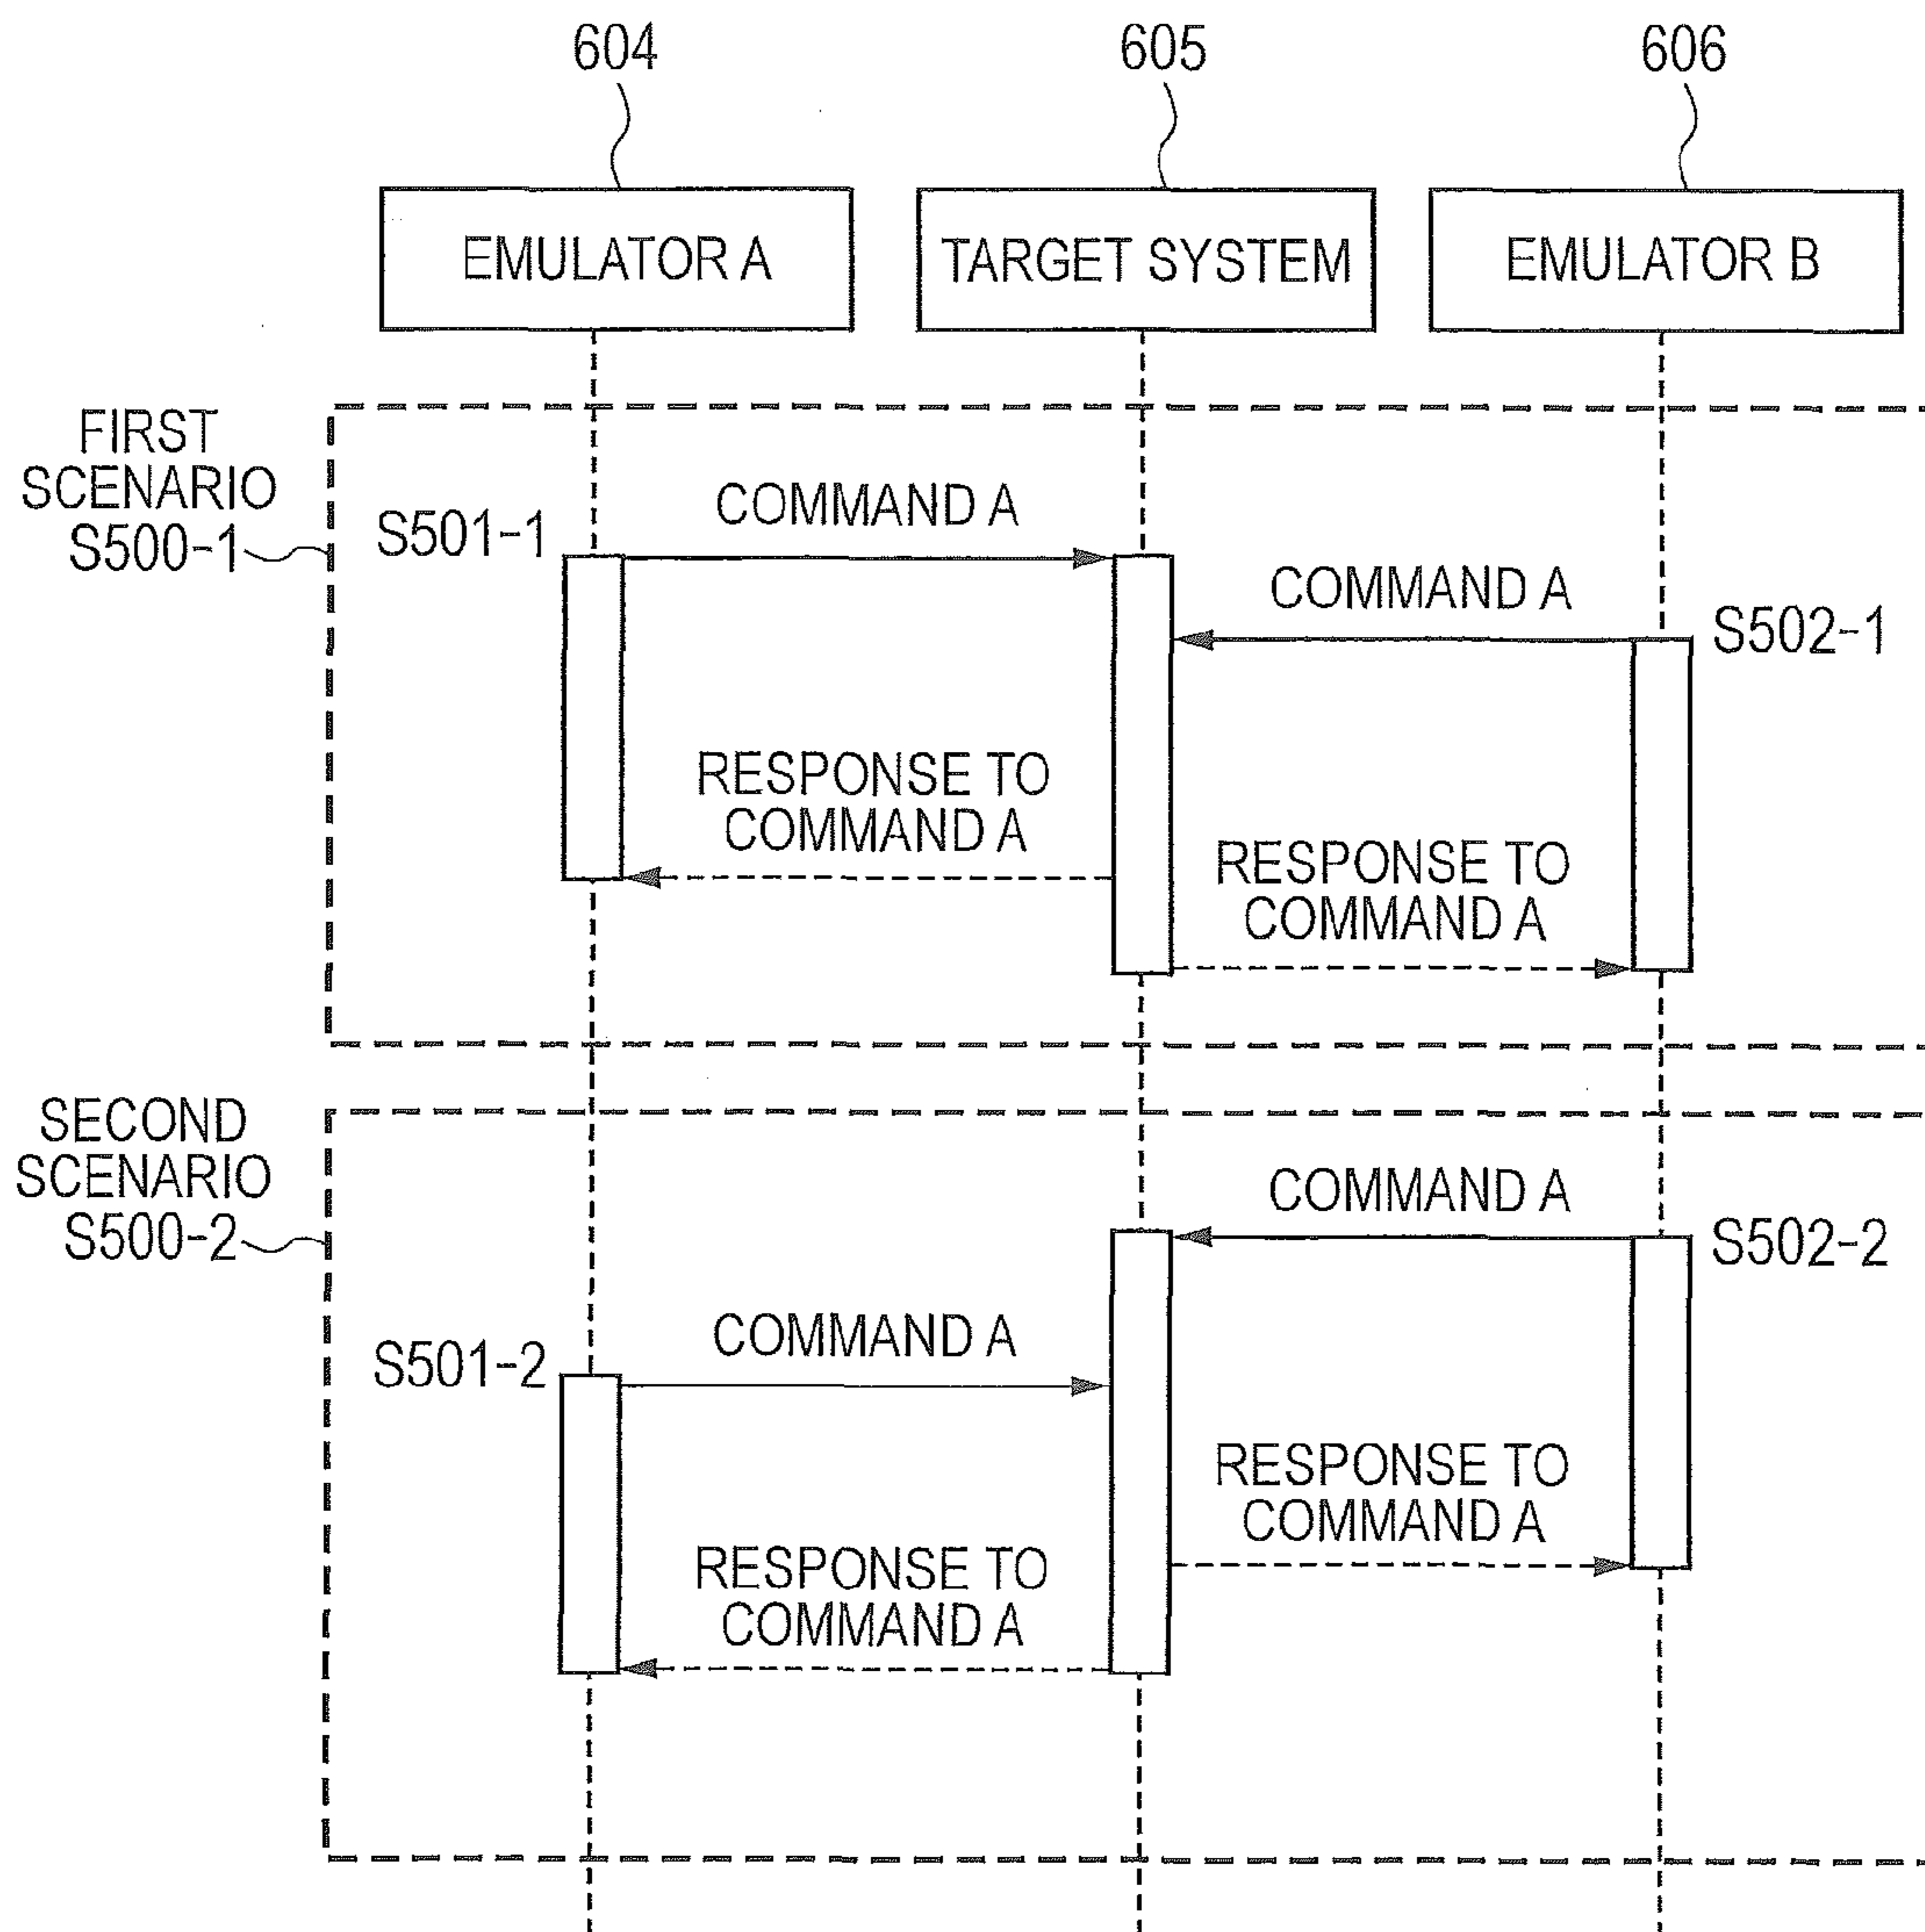 604
605
606
EMULATOR A
TARGET SYSTEM
EMULATOR B
FIRST
SCENARIO
S500-1
S501-1
COMMAND A
COMMAND A
S502-1
RESPONSE TO
COMMAND A
RESPONSE TO
COMMAND A
SECOND
SCENARIO
S500-2
COMMAND A
S502-2
S501-2
COMMAND A
RESPONSE TO
COMMAND A
RESPONSE TO
COMMAND A